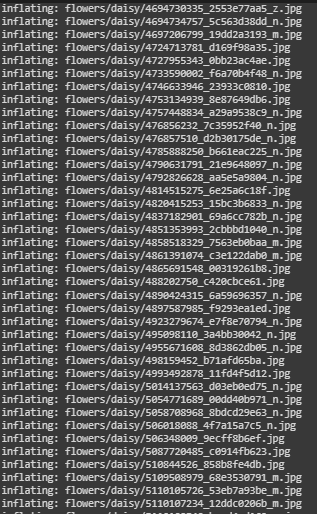 inflating: flowers/daisy/4694730335_2553e77aa5_z.jpg
inflating: flowers/daisy/4694734757_5c563d38dd_n.jpg
inflating: flowers/daisy/4697206799_19dd2a3193_m.jpg
inflating: flowers/daisy/4724713781_d169f98a35.jpg
inflating: flowers/daisy/4727955343_0bb23ac4ae.jpg
inflating: flowers/daisy/4733590002_f6a70b4f48_n.jpg
inflating: flowers/daisy/4746633946_23933c0810.jpg
inflating: flowers/daisy/4753134939_8e87649db6.jpg
inflating: flowers/daisy/4757448834_a29a9538c9_n.jpg
inflating: flowers/daisy/476856232_7c35952f40_n.jpg
inflating: flowers/daisy/476857510_d2b30175de_n.jpg
inflating: flowers/daisy/4785888250_b661eac225_n.jpg
inflating: flowers/daisy/4790631791_21e9648097_n.jpg
inflating: flowers/daisy/4792826628_aa5e5a9804_n.jpg
inflating: flowers/daisy/4814515275_6e25a6c18f.jpg
inflating: flowers/daisy/4820415253_15bc3b6833_n.jpg
inflating: flowers/daisy/4837182901_69a6cc782b_n.jpg
inflating: flowers/daisy/4851353993_2cbbbd1040_n.jpg
inflating: flowers/daisy/4858518329_7563eb0baa_m.jpg
inflating: flowers/daisy/4861391074_c3e122dab0_m.jpg
inflating: flowers/daisy/4865691548_00319261b8.jpg
inflating: flowers/daisy/488202750_c420cbce61.jpg
inflating: flowers/daisy/4890424315_6a59696357_n.jpg
inflating: flowers/daisy/4897587985_f9293ea1ed.jpg
inflating: flowers/daisy/4923279674_e7f8e70794_n.jpg
inflating: flowers/daisy/495098110_3a4bb30042_n.jpg
inflating: flowers/daisy/4955671608_8d3862db05_n.jpg
inflating: flowers/daisy/498159452_b71afd65ba.jpg
inflating: flowers/daisy/4993492878_11fd4f5d12.jpg
inflating: flowers/daisy/5014137563_d03eb0ed75_n.jpg
inflating: flowers/daisy/5054771689_00dd40b971_n.jpg
inflating: flowers/daisy/5058708968_8bdcd29e63_n.jpg
inflating: flowers/daisy/506018088_4f7a15a7c5_n.jpg
inflating: flowers/daisy/506348009_9ecff8b6ef.jpg
inflating: flowers/daisy/5087720485_c0914fb623.jpg
inflating: flowers/daisy/510844526_858b8fe4db.jpg
inflating: flowers/daisy/5109508979_68e3530791_m.jpg
inflating: flowers/daisy/5110105726_53eb7a93be_m.jpg
inflating: flowers/daisy/5110107234_12ddc0206b_m.jpg